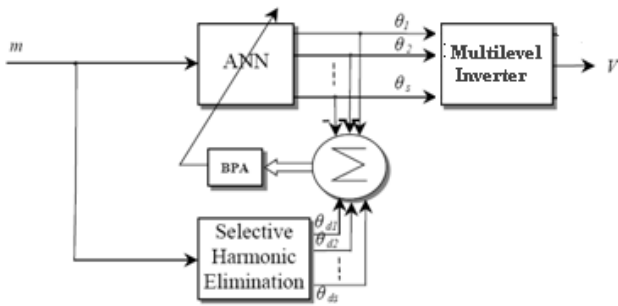 θ1
m
ANN
θ2
Multilevel
Inverter
V
θs
BPA
Σ
Selective
Harmonic
Elimination
θd1
θd2
θds